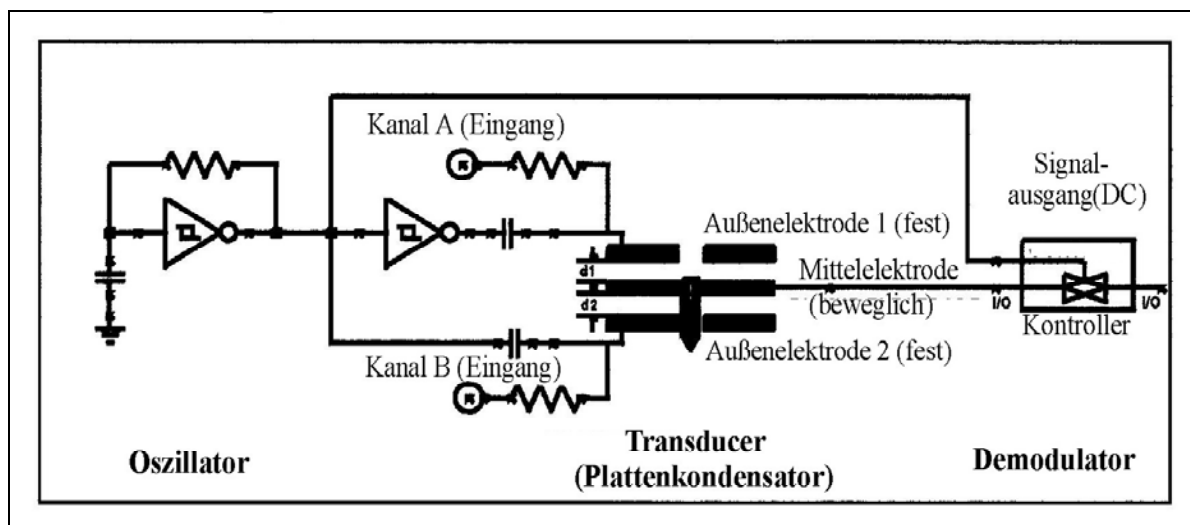 Kanal A (Eingang)
Signal-
ausgang(DC)
Außenelektrode 1 (fest)
d1
Mittelelektrode
d2
(beweglich)
I/O
I/O
Kontroller
Außenelektrode 2 (fest)
Kanal B (Eingang)
Oszillator
Transducer
(Plattenkondensator)
Demodulator